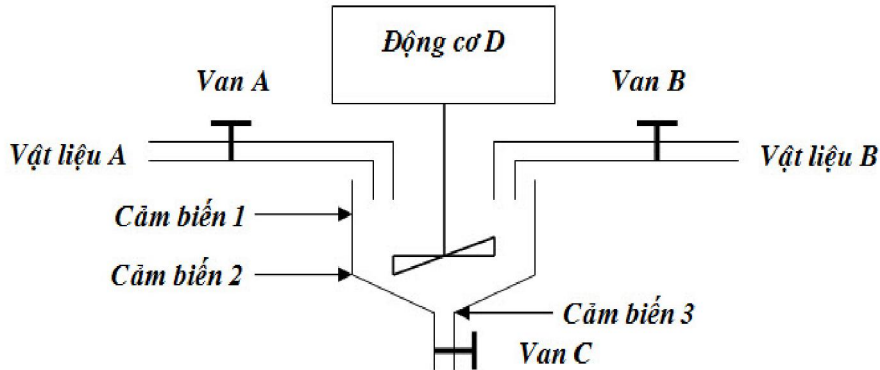 Động cơ D
Van A
Van B
Vật liệu A
Vật liệu B
Cảm biến 1
Cảm biến 2
Cảm biến 3
Van C